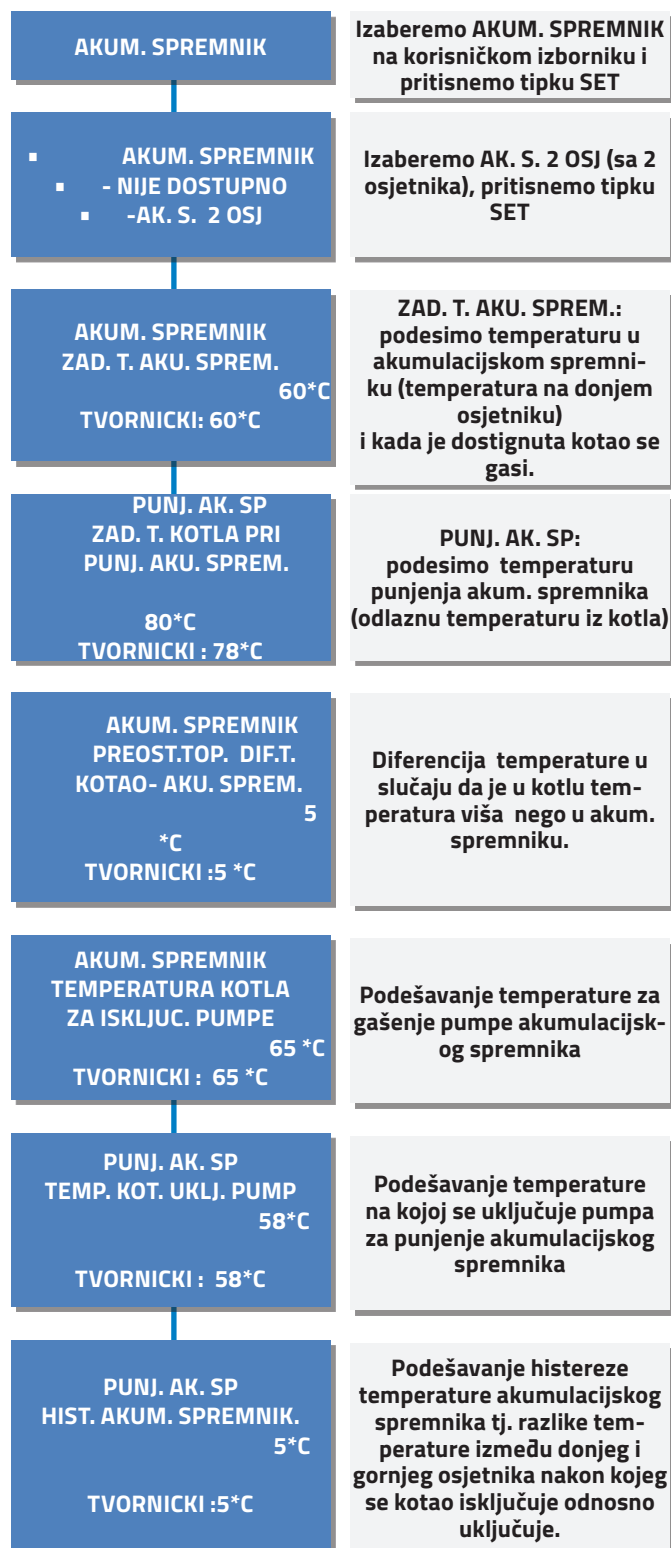 AKUM. SPREMNIK
Izaberemo AKUM. SPREMNIK
na korisničkom izborniku i
pritisnemo tipku SET
▪ AKUM. SPREMNIK
▪ - NIJE DOSTUPNO
▪ -AK. S. 2 OSJ
Izaberemo AK. S. 2 OSJ (sa 2
osjetnika), pritisnemo tipku
SET
AKUM. SPREMNIK
ZAD. T. AKU. SPREM.
60*C
TVORNICKI: 60*C
ZAD. T. AKU. SPREM.:
podesimo temperaturu u
akumulacijskom spremni-
ku (temperatura na donjem
osjetniku)
i kada je dostignuta kotao se
gasi.
PUNJ. AK. SP
ZAD. T. KOTLA PRI
PUNJ. AKU. SPREM.
80*C
TVORNICKI : 78*C
PUNJ. AK. SP:
podesimo temperaturu
punjenja akum. spremnika
(odlaznu temperaturu iz kotla)
AKUM. SPREMNIK
PREOST.TOP. DIF.T.
KOTAO- AKU. SPREM.
5
*C
TVORNICKI :5 *C
Diferencija temperature u
slučaju da je u kotlu tem-
peratura viša nego u akum.
spremniku.
AKUM. SPREMNIK
TEMPERATURA KOTLA
ZA ISKLJUC. PUMPE
65 *C
TVORNICKI : 65 *C
Podešavanje temperature za
gašenje pumpe akumulacijsk-
og spremnika
PUNJ. AK. SP
TEMP. KOT. UKLJ. PUMP
58*C
TVORNICKI : 58*C
Podešavanje temperature
na kojoj se uključuje pumpa
za punjenje akumulacijskog
spremnika
PUNJ. AK. SP
HIST. AKUM. SPREMNIK.
5*C
TVORNICKI :5*C
Podešavanje histereze
temperature akumulacijskog
spremnika tj. razlike tem-
perature između donjeg i
gornjeg osjetnika nakon kojeg
se kotao isključuje odnosno
uključuje.